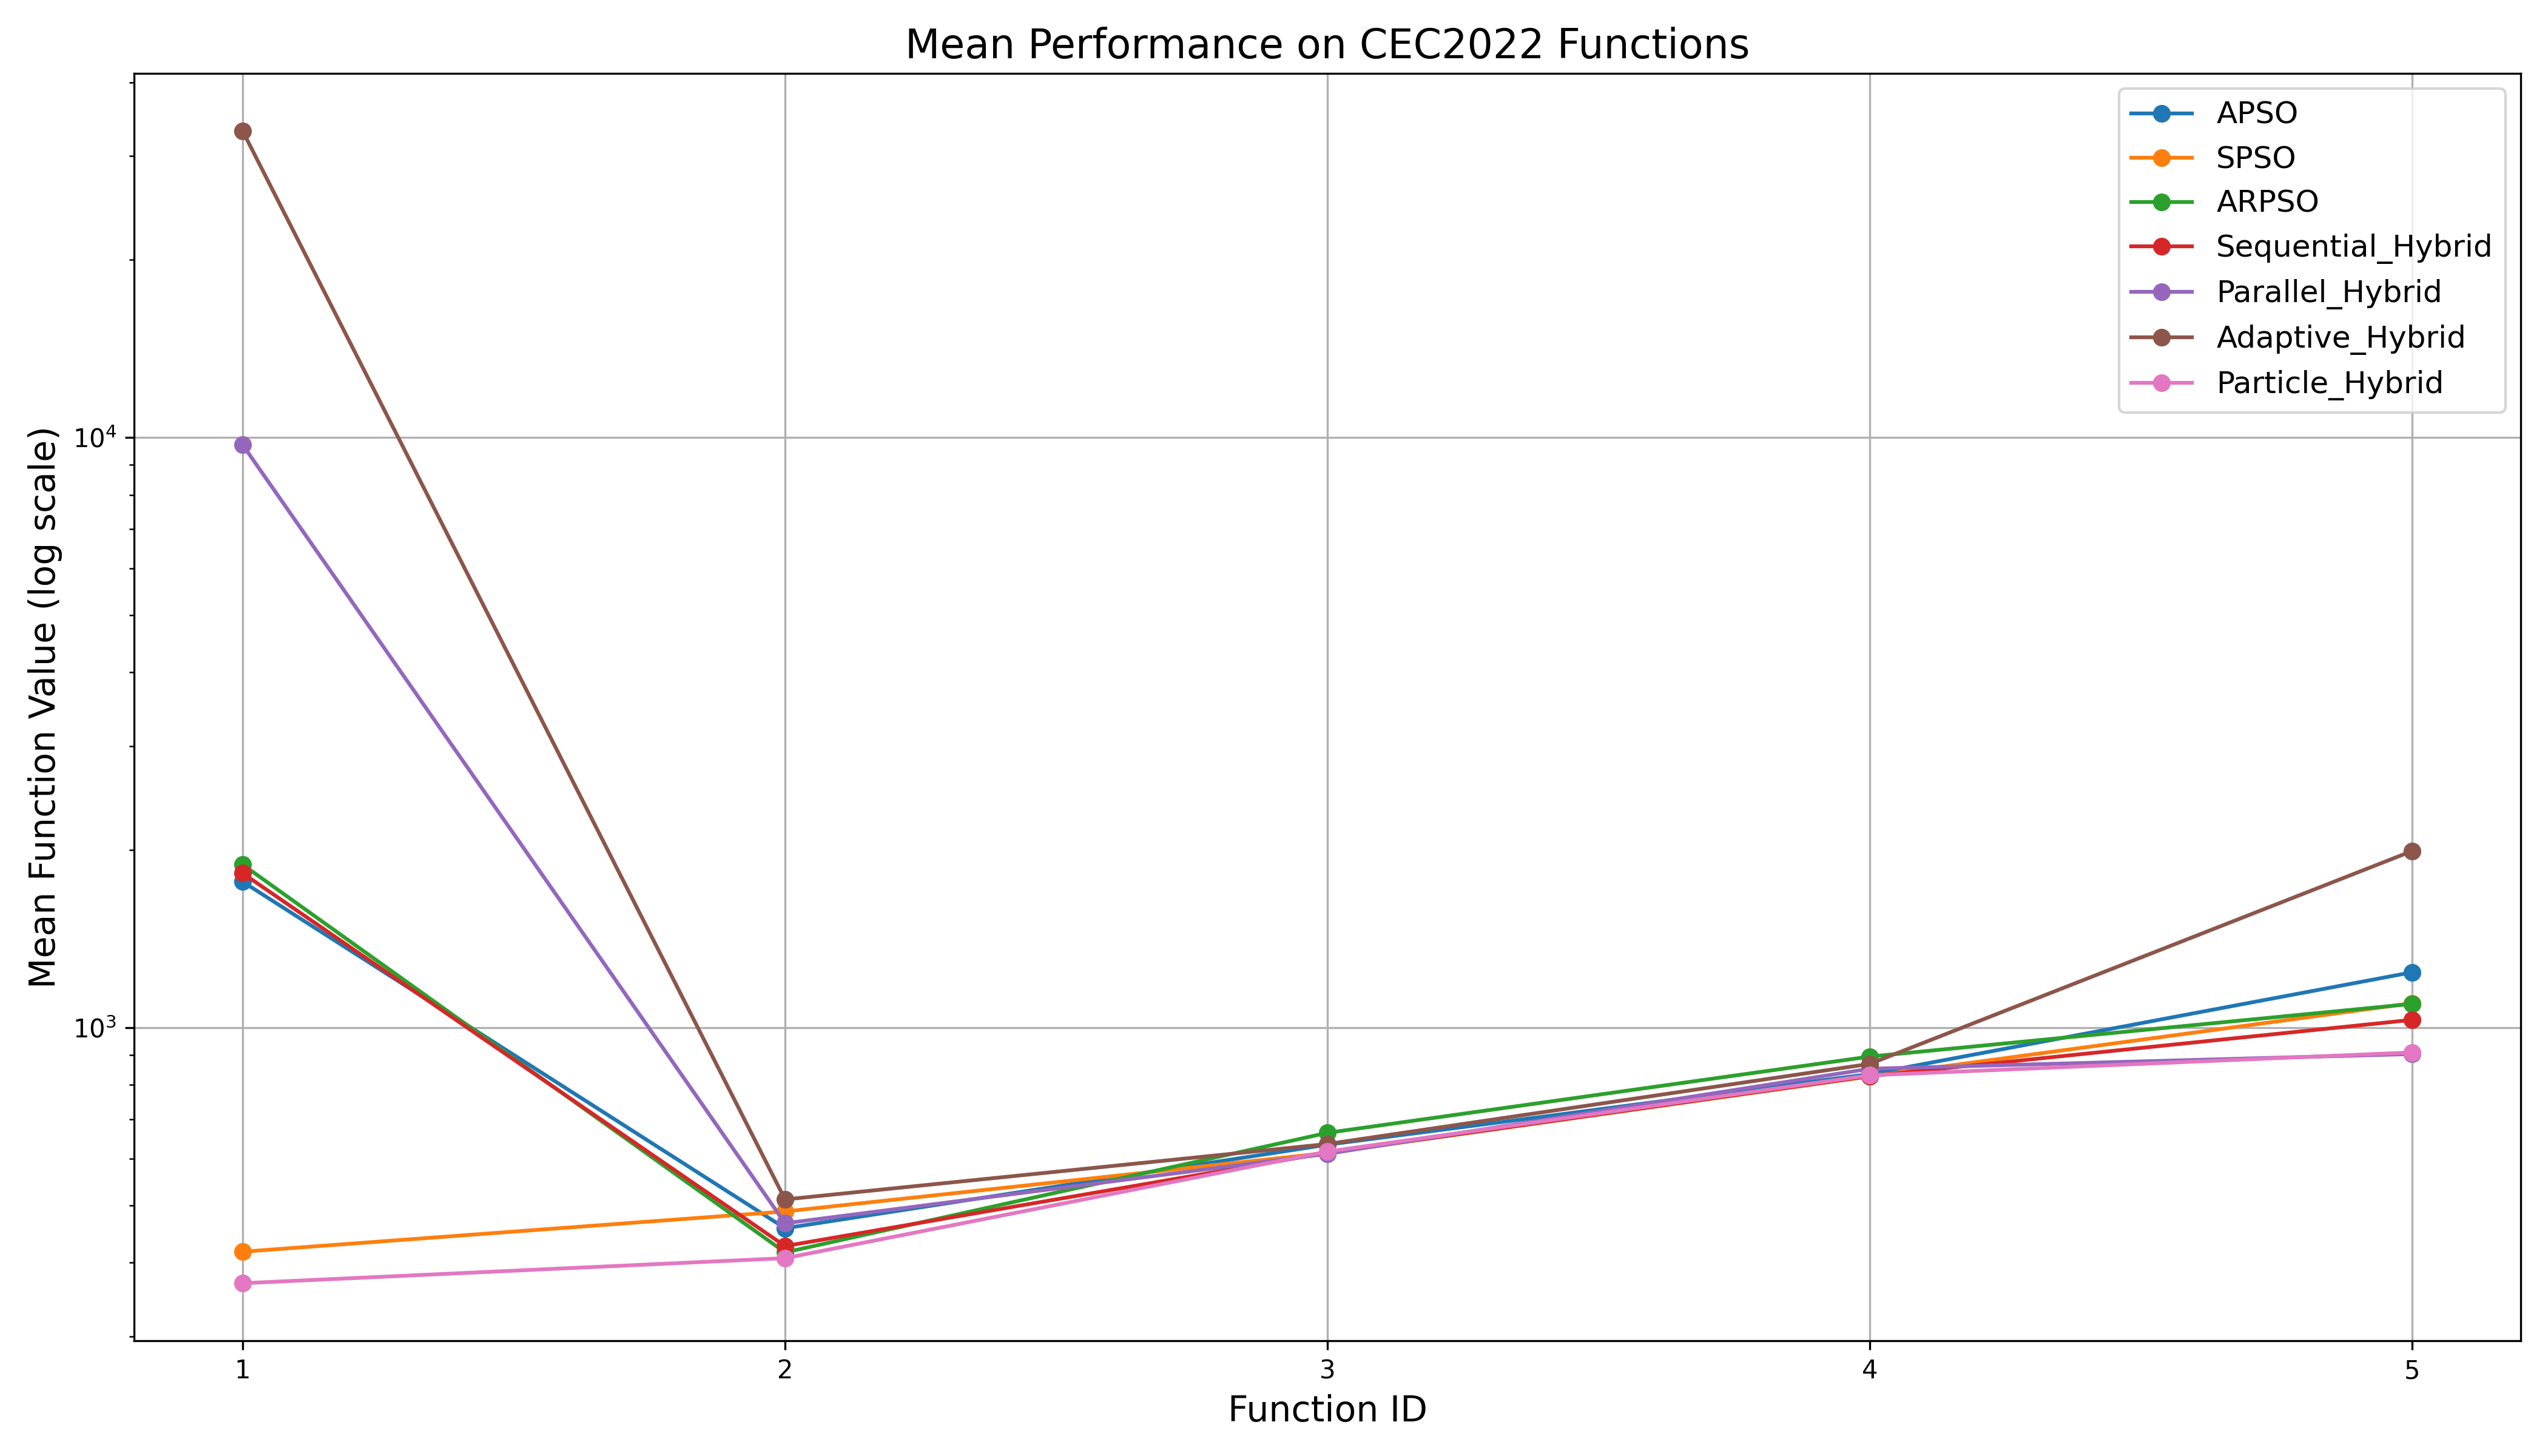 Mean Performance on CEC2022 Functions
APSO
SPSO
ARPSO
Sequential_Hybrid
Parallel_Hybrid
Adaptive_Hybrid
Particle_Hybrid
Mean Function Value (log scale)
10⁴
10³
1 2 3 4 5
Function ID